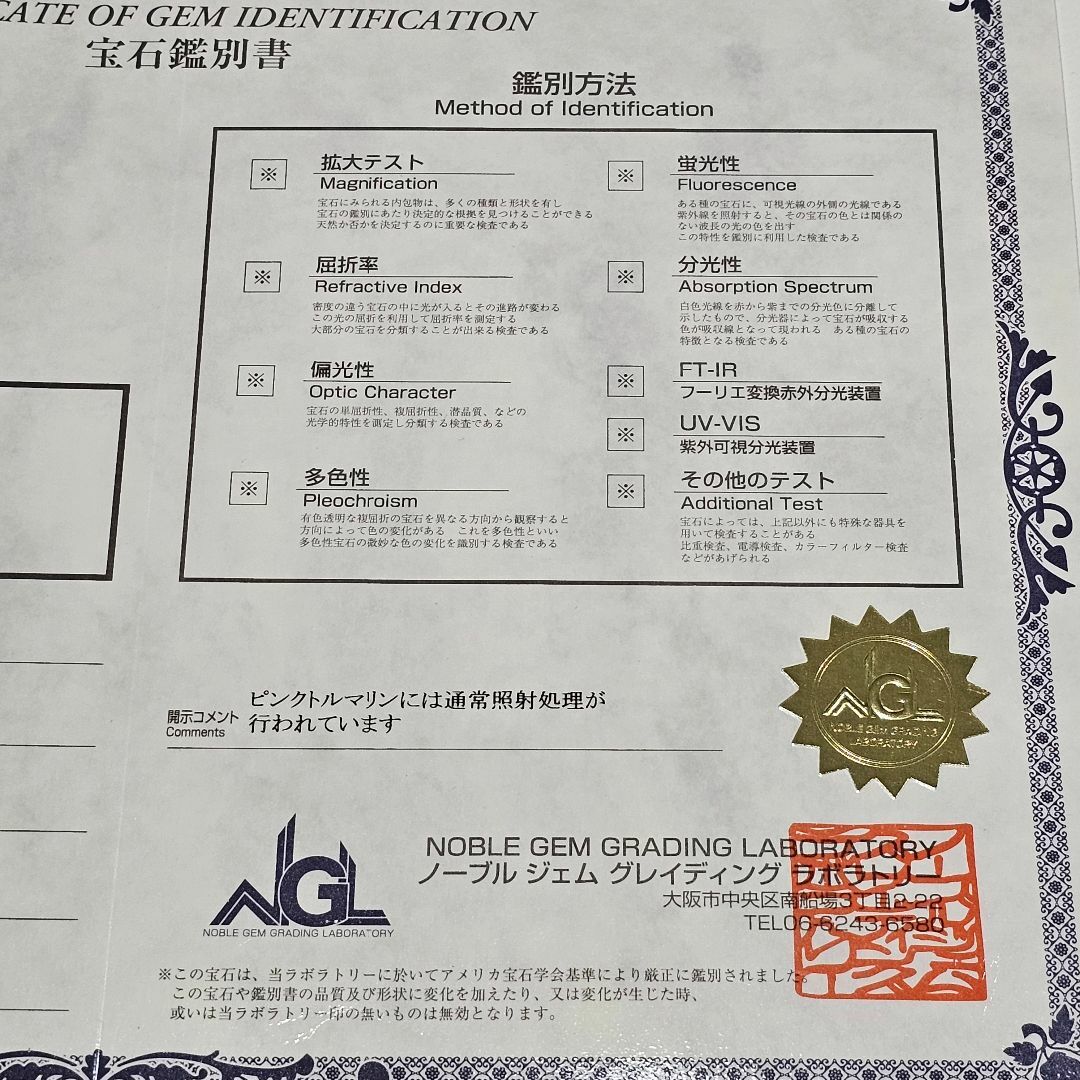 CATE OF GEM IDENTIFICATION
宝石鑑別書
鑑別方法
Method of Identification
※ 拡大テスト
Magnification
宝石にみられる内包物は、多くの種類と形状を有し
宝石の鑑別にあたり決定的な根拠を見つけることができる
天然か否かを決定するのに重要な検査である
※ 屈折率
Refractive Index
密度の違う宝石の中に光が入るとその進路が変わる
この光の屈折を利用して屈折率を測定する
大部分の宝石を分類することが出来る検査である
※ 偏光性
Optic Character
宝石の単屈折性、複屈折性、潜品質、などの
光学的特性を測定し分類する検査である
※ 多色性
Pleochroism
有色透明な複屈折の宝石を異なる方向から観察すると
方向によって色の変化がある これを多色性といい
多色性宝石の微妙な色の変化を識別する検査である
※ 蛍光性
Fluorescence
ある種の宝石に、可視光線の外側の光線である
紫外線を照射すると、その宝石の色とは関係の
ない波長の光の色を出す
この特性を鑑別に利用した検査である
※ 分光性
Absorption Spectrum
白色光線を赤から紫までの分光色に分離して
示したもので、分光器によって宝石が吸収する
色が吸収線となって現われる ある種の宝石の
特徴となる検査である
※ FT-IR
フーリエ変換赤外分光装置
※ UV-VIS
紫外可視分光装置
※ その他のテスト
Additional Test
宝石によっては、上記以外にも特殊な器具を
用いて検査することがある
比重検査、電導検査、カラーフィルター検査
などがあげられる
開示コメント
Comments
ピンクトルマリンには通常照射処理が
行われています
NGL
NOBLE GEM GRADING
LABORATORY
NGL
NOBLE GEM GRADING LABORATORY
NOBLE GEM GRADING LABORATORY
ノーブル ジェム グレイディング ラボラトリー
大阪市中央区南船場3丁目2-22
TEL06-6243-6580
※この宝石は、当ラボラトリーに於いてアメリカ宝石学会基準により厳正に鑑別されました。
この宝石や鑑別書の品質及び形状に変化を加えたり、又は変化が生じた時、
或いは当ラボラトリー印の無いものは無効となります。